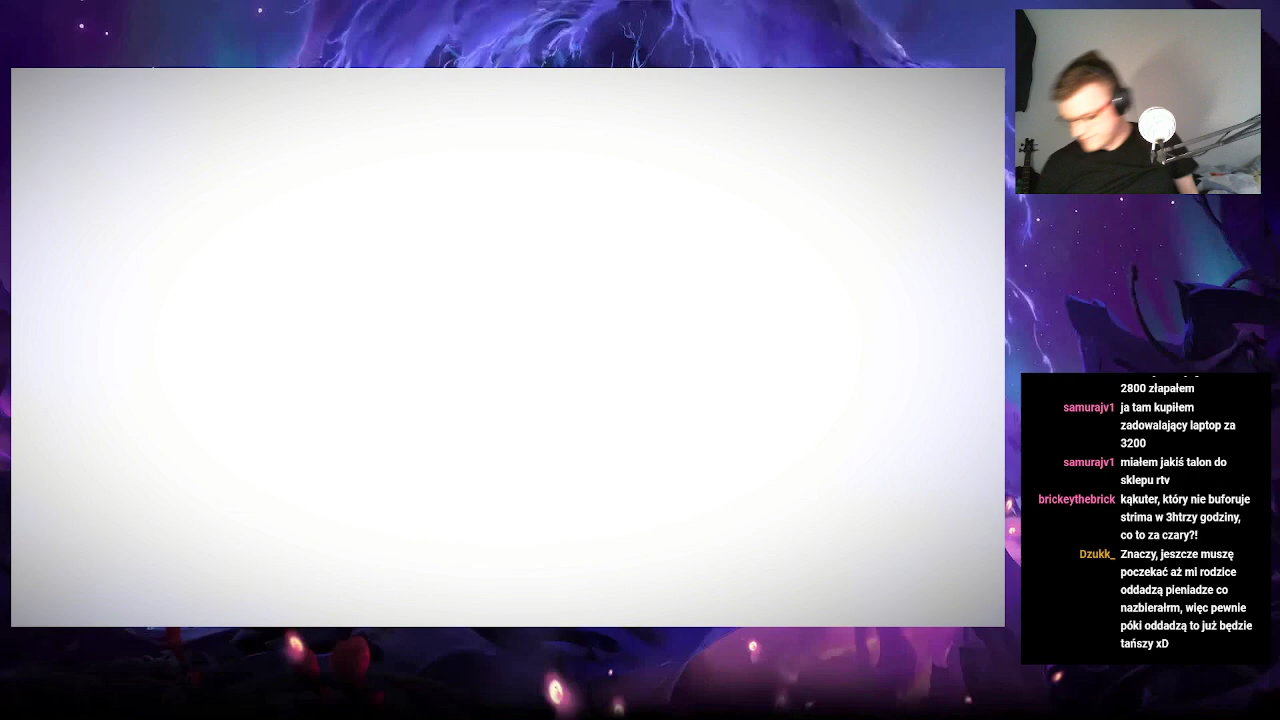 2800 złapałem
samurajv1 ja tam kupiłem
zadowalający laptop za
3200
samurajv1 miałem jakiś talon do
sklepu rtv
brickeythebrick kąkuter, który nie buforuje
strima w 3htrzy godziny,
co to za czary?!
Dzukk_ Znaczy, jeszcze muszę
poczekać aż mi rodzice
oddadzą pieniadze co
nazbierałrm, więc pewnie
póki oddadzą to już będzie
tańszy xD